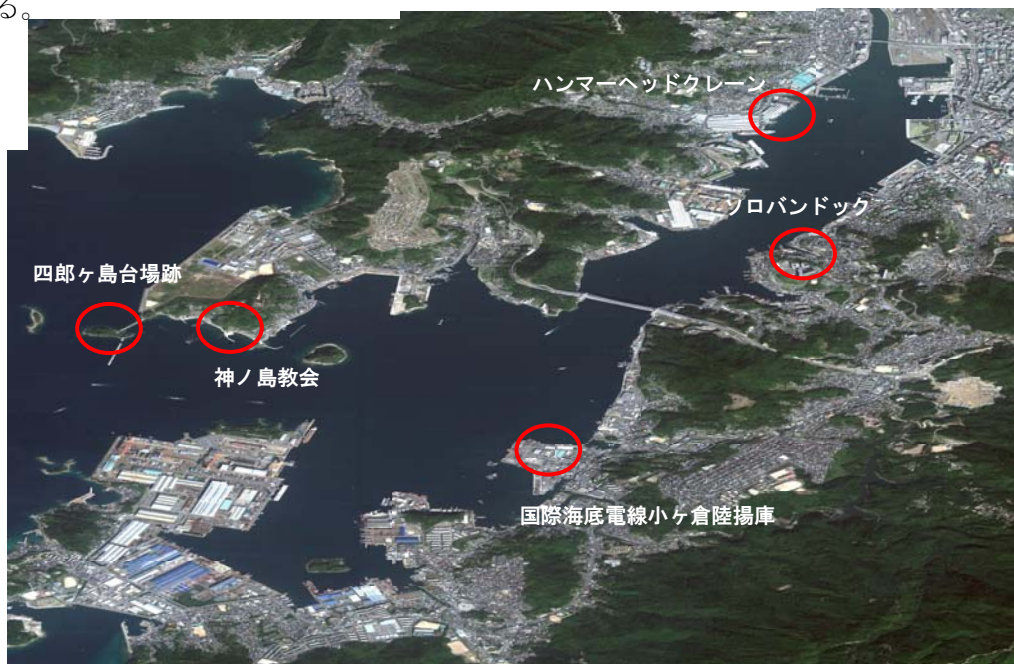 る。
ハンマーヘッドクレーン
ソロバンドック
四郎ヶ島台場跡
神ノ島教会
国際海底電線小ヶ倉陸揚庫